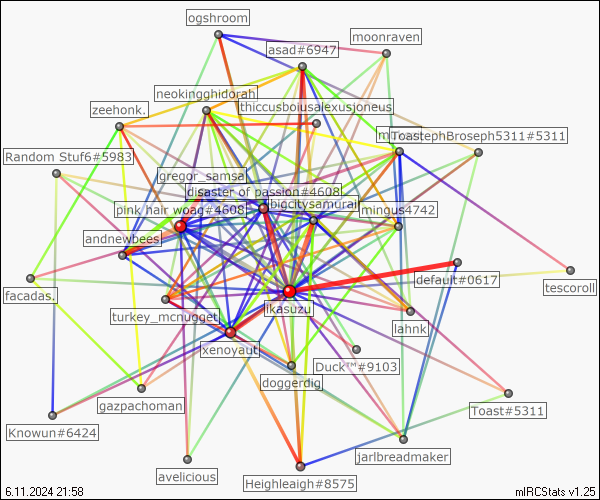 ogshroom
moonraven
asad#6947
neokingghidorah
thiccusboiusalexusjoneus
zeehonk.
ToastephBroseph5311#5311
Random Stuf6#5983
gregor_samsa
disaster of passion#4608
bigcitysamurai
pink hair woag#4608
mingus4742
andnewbees
default#0617
tescoroll
facadas.
turkey_mcnugget
ikasuzu
lahnk
xenoyaut
Duck™#9103
doggerdig
gazpachoman
Toast#5311
Knowun#6424
jarlbreadmaker
avelicious
Heighleigh#8575
6.11.2024 21:58
mIRCStats v1.25